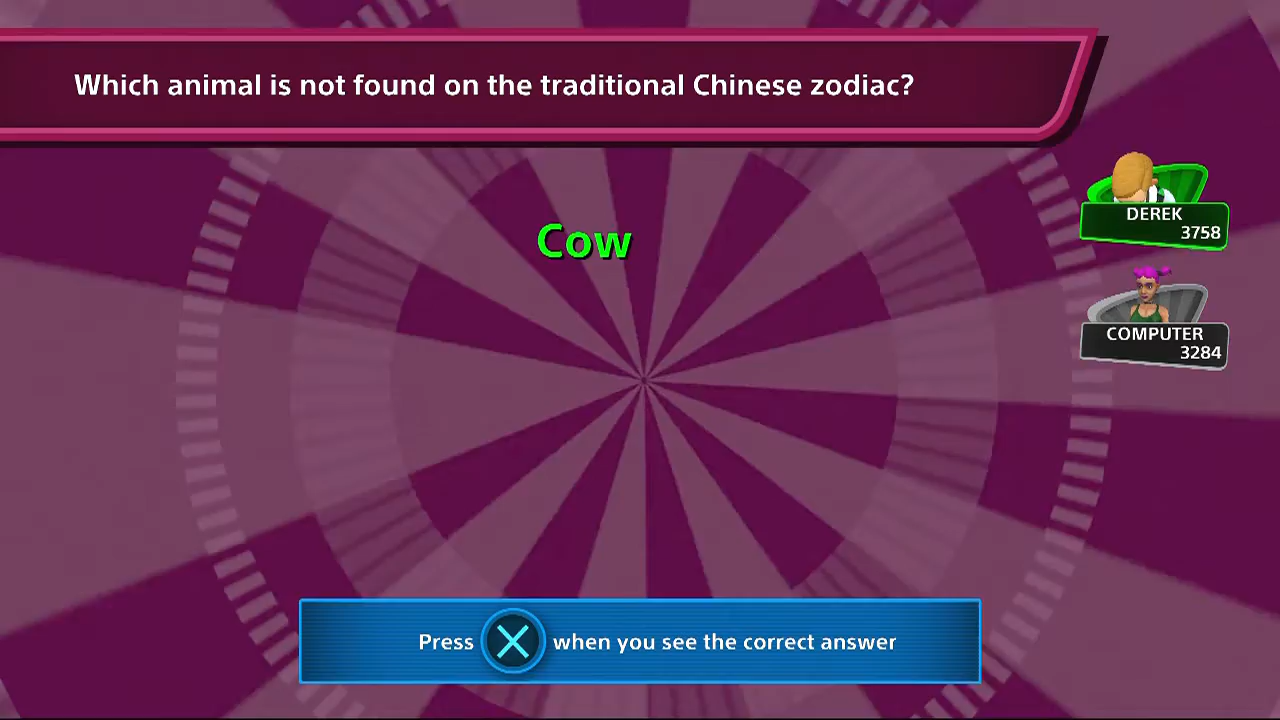 Which animal is not found on the traditional Chinese zodiac?
Cow
DEREK
3758
COMPUTER
3284
Press X when you see the correct answer